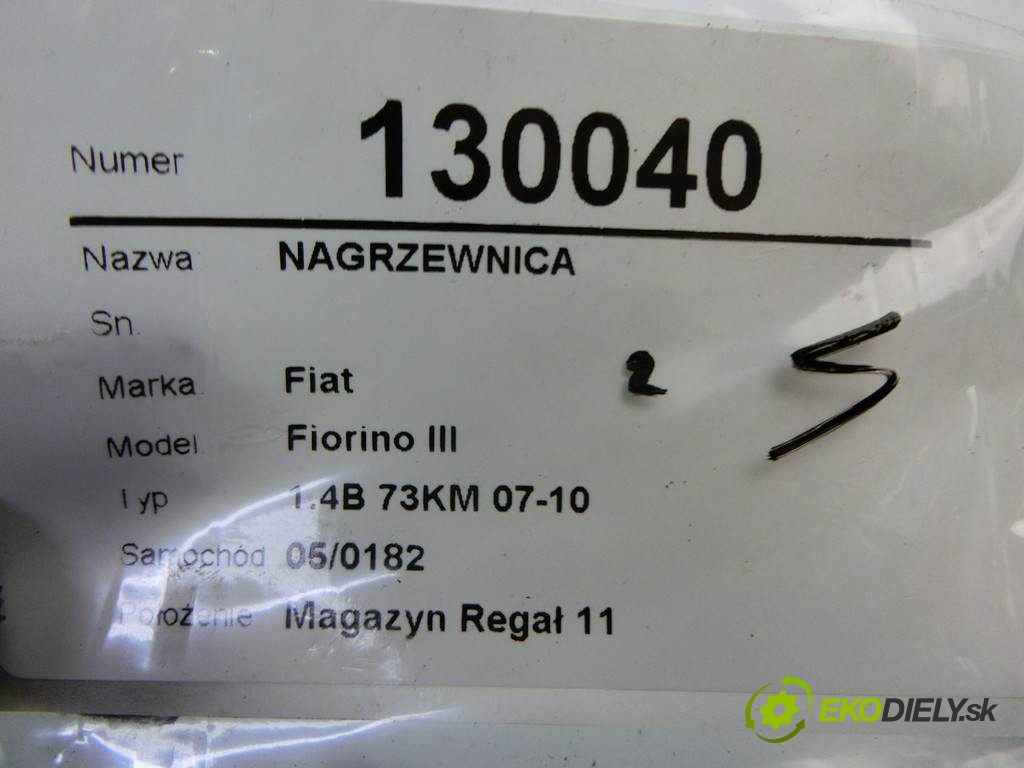 Numer 130040
Nazwa NAGRZEWNICA
Sn.
Marka Fiat
Model Fiorino III
Typ 1.4B 73KM 07-10
Samochód 05/0182
Położenie Magazyn Regał 11
2 5
EKODIELY.sk